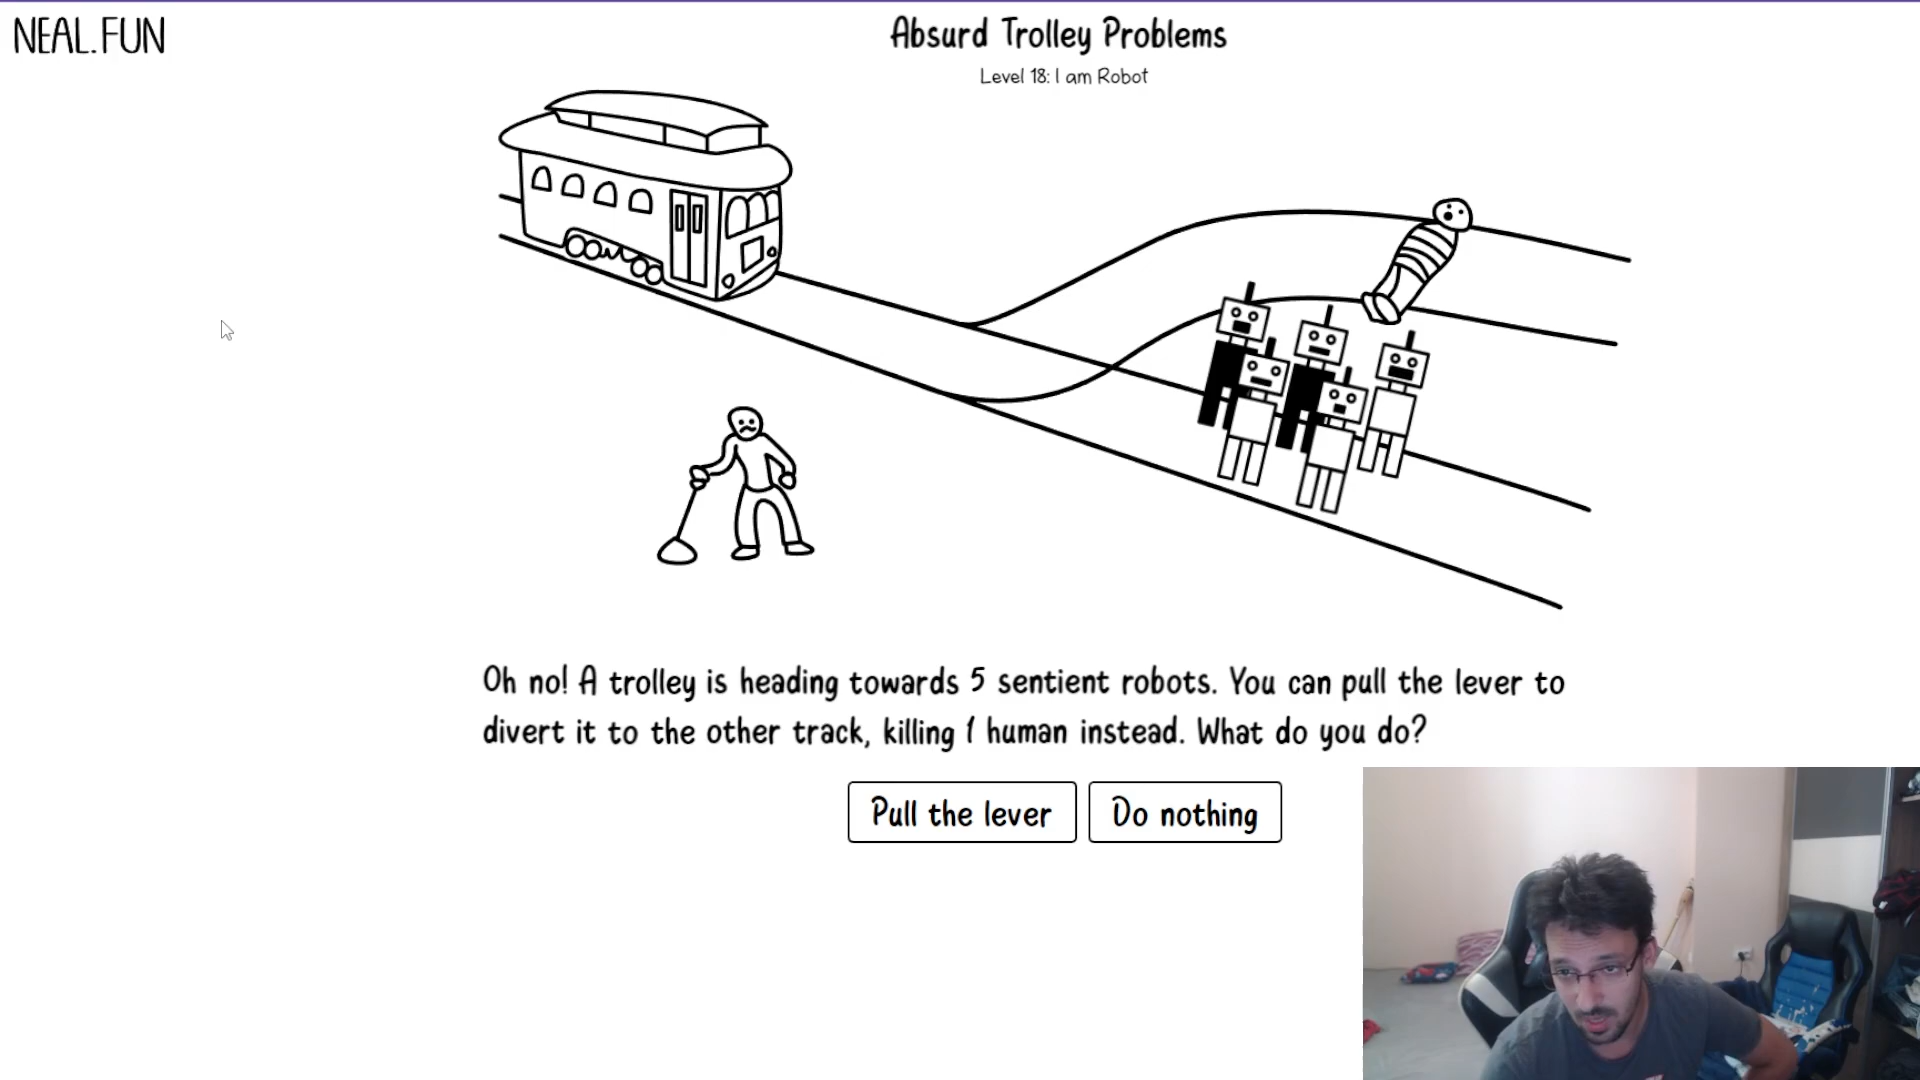 NEAL.FUN
Absurd Trolley Problems
Level 18: I am Robot
Oh no! A trolley is heading towards 5 sentient robots. You can pull the lever to
divert it to the other track, killing 1 human instead. What do you do?
Pull the lever
Do nothing